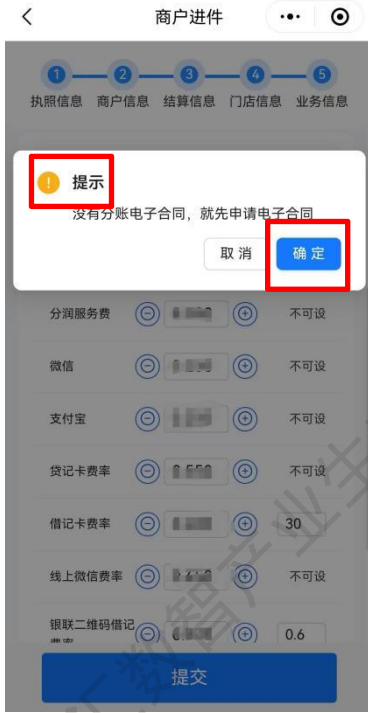 商户进件
1 2 3 4 5
执照信息 商户信息 结算信息 门店信息 业务信息
提示
没有分账电子合同，就先申请电子合同
取消 确定
分润服务费 不可设
微信 不可设
支付宝 不可设
贷记卡费率 不可设
借记卡费率 30
线上微信费率 不可设
银联二维码借记
费率 0.6
提交